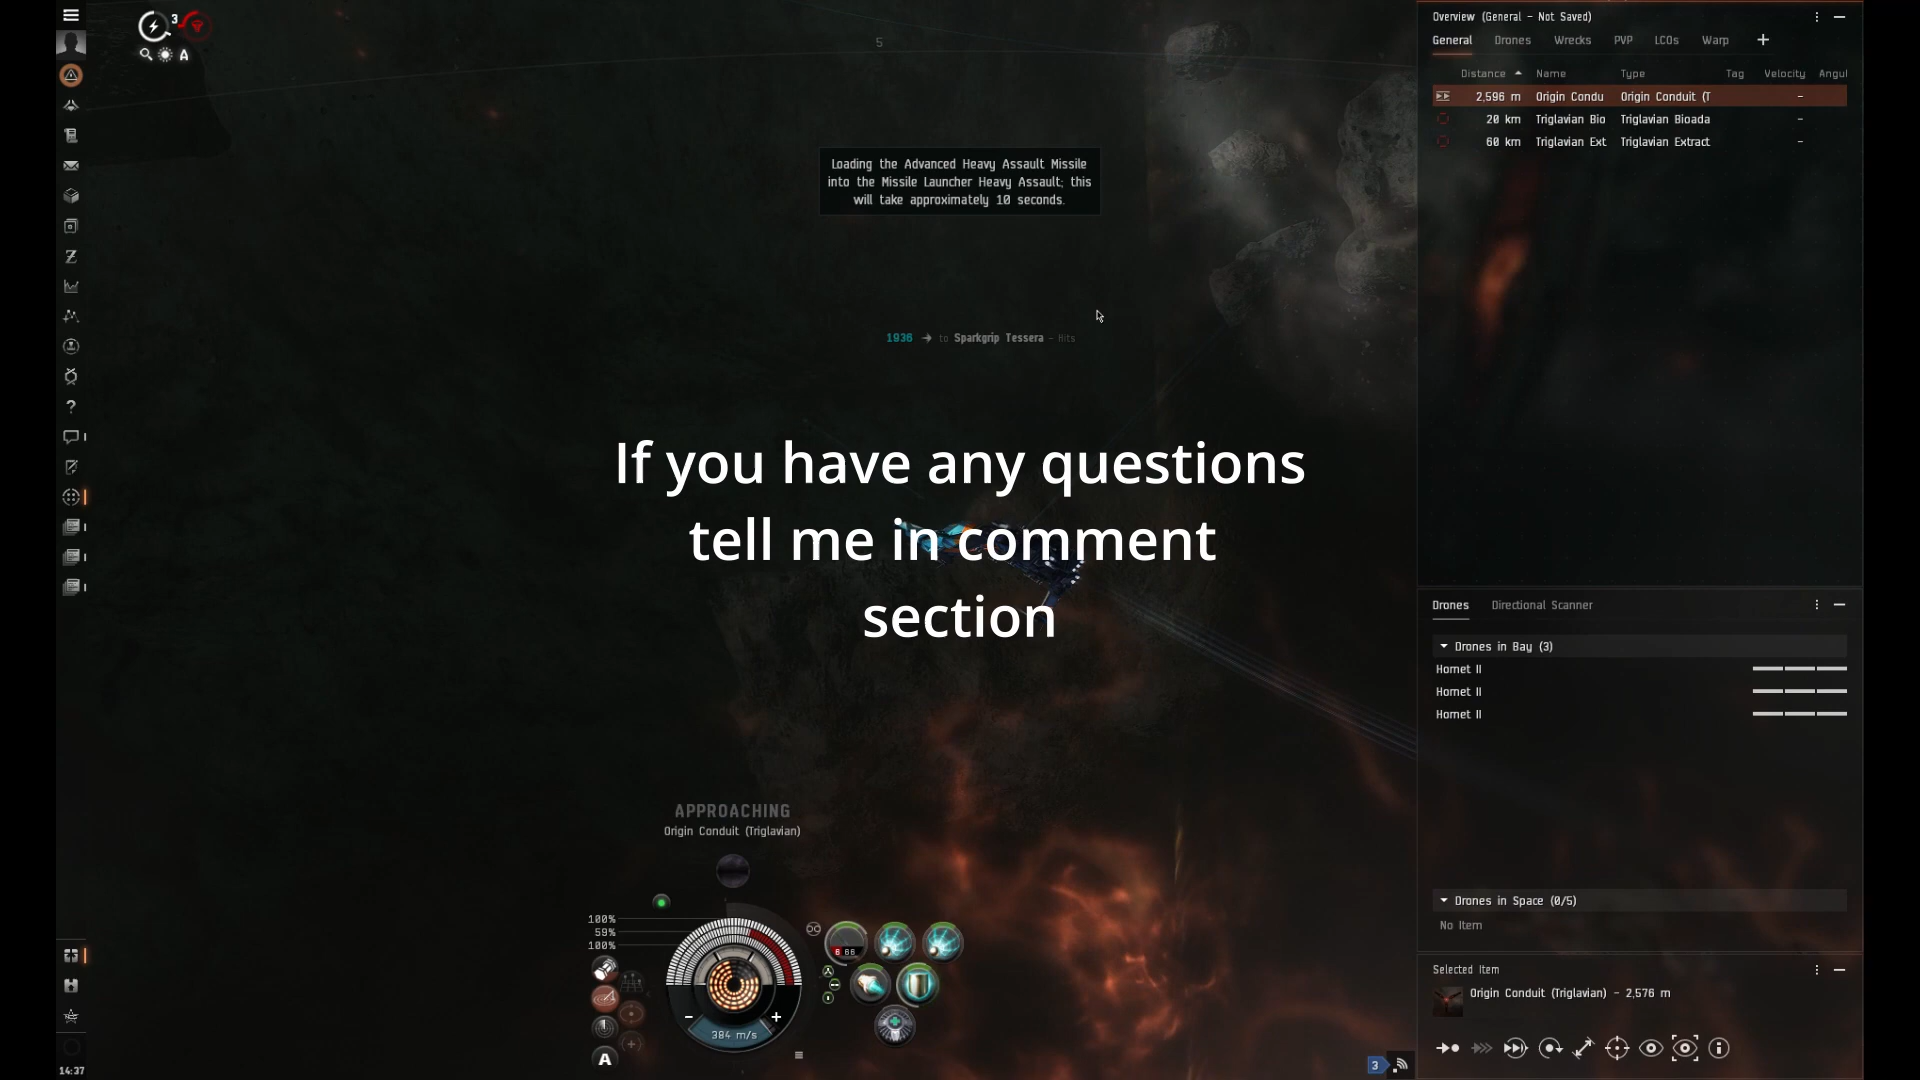 3
A
5
Overview (General - Not Saved)
General Drones Wrecks PVP LCOs Warp +
Distance Name Type Tag Velocity Angul
2,596 m Origin Condu Origin Conduit (T -
20 km Triglavian Bio Triglavian Bioada -
60 km Triglavian Ext Triglavian Extract -
Loading the Advanced Heavy Assault Missile
into the Missile Launcher Heavy Assault; this
will take approximately 10 seconds.
1936 → to Sparkgrip Tessera - Hits
If you have any questions
tell me in comment
section
Drones Directional Scanner
Drones in Bay (3)
Hornet II
Hornet II
Hornet II
APPROACHING
Origin Conduit (Triglavian)
100%
59%
100%
384 m/s
A
Drones in Space (0/5)
No Item
Selected Item
Origin Conduit (Triglavian) - 2,576 m
3
14:37